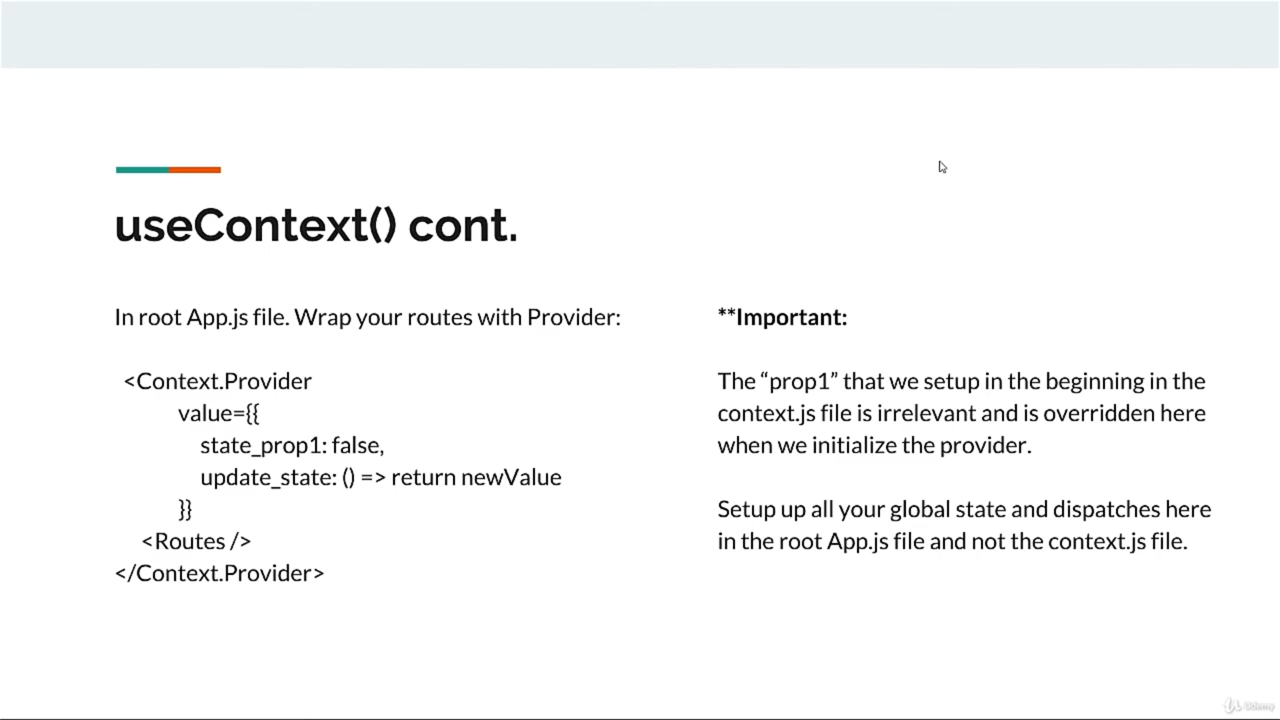 useContext() cont.
In root App.js file. Wrap your routes with Provider:
<Context.Provider
value={{
state_prop1: false,
update_state: () => return newValue
}}
<Routes />
</Context.Provider>
**Important:
The “prop1” that we setup in the beginning in the
context.js file is irrelevant and is overridden here
when we initialize the provider.
Setup up all your global state and dispatches here
in the root App.js file and not the context.js file.
Udemy